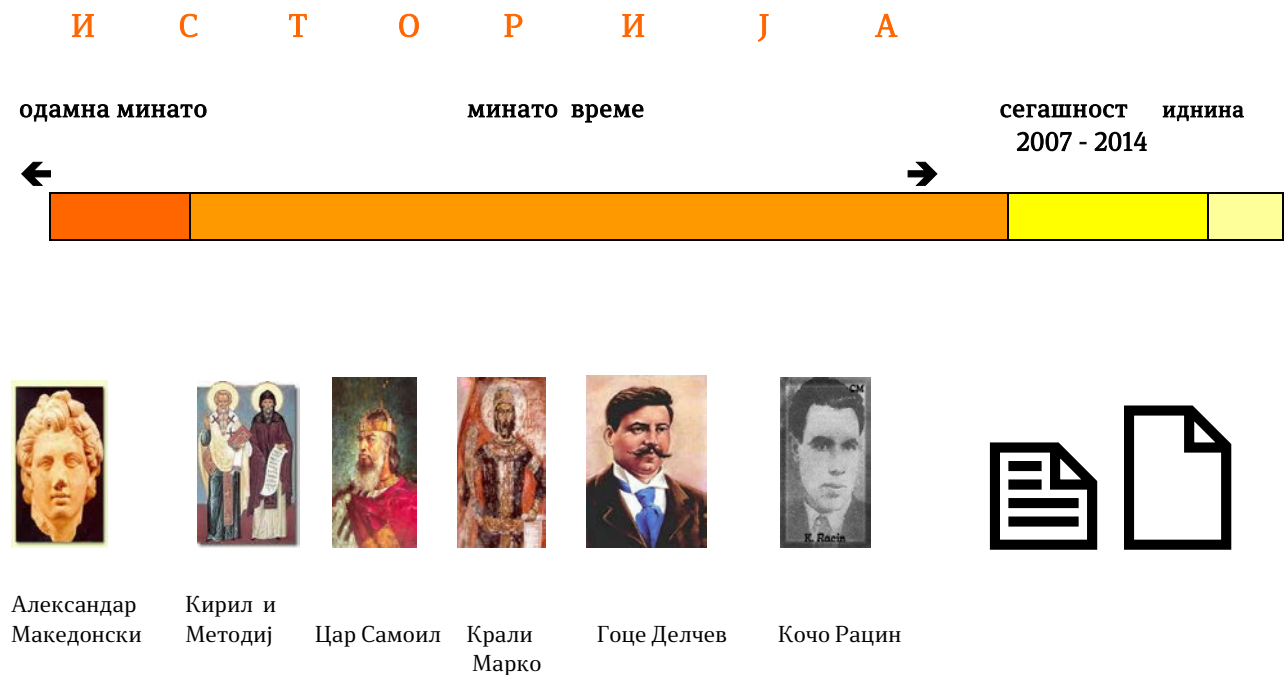 И С Т О Р И Ј А
одамна минато минато време сегашност иднина
2007 - 2014
СМ
K. Racin
Александар Кирил и
Македонски Методиј Цар Самоил Крали Гоце Делчев Кочо Рацин
Марко